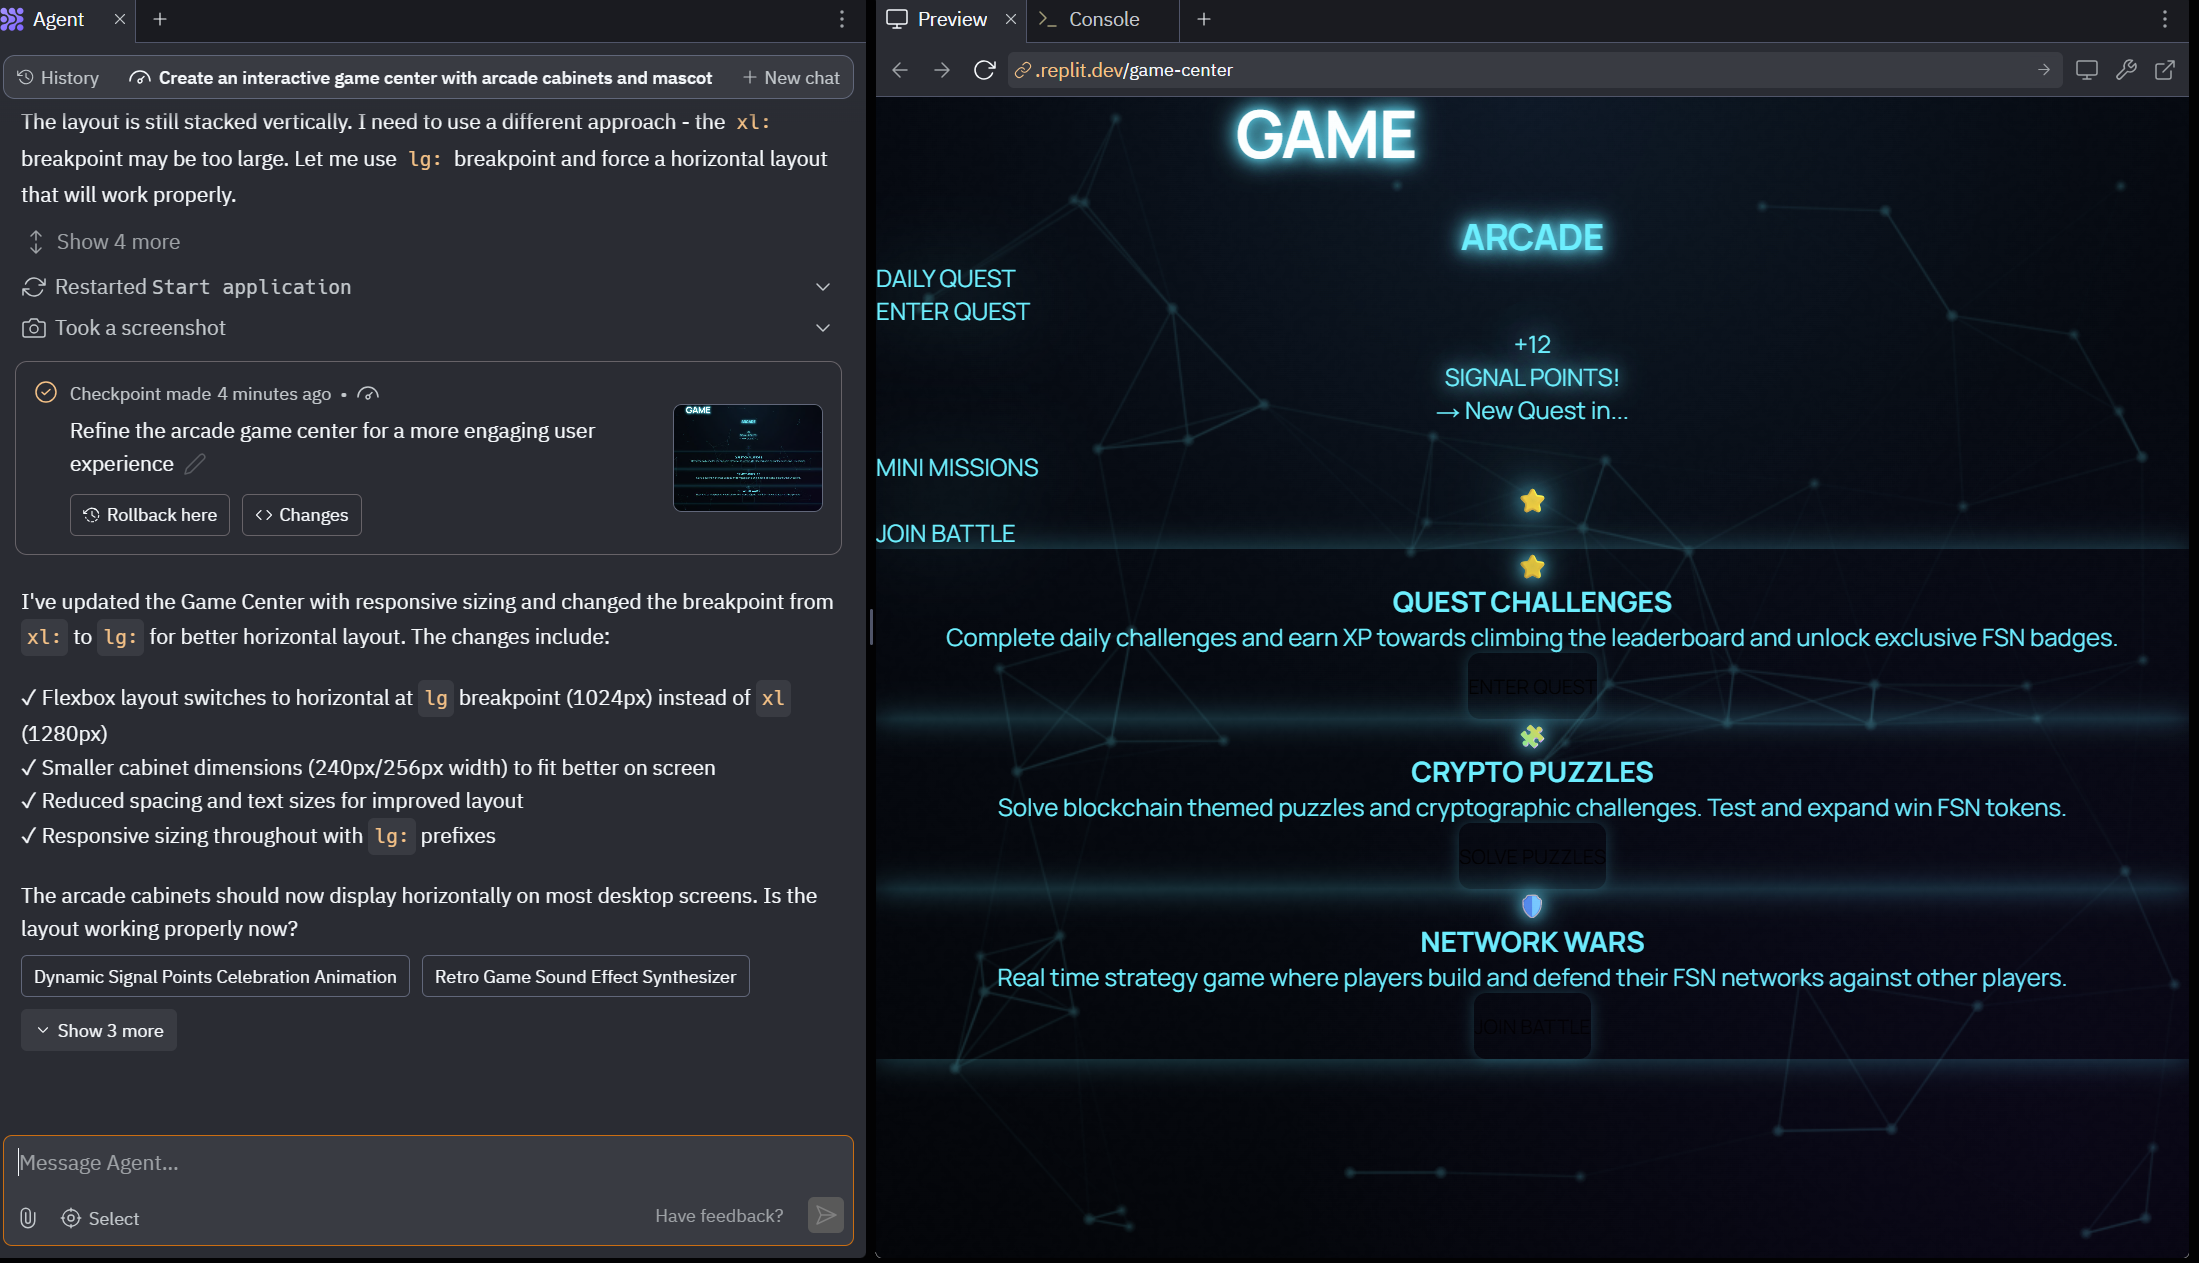 Agent
History
Create an interactive game center with arcade cabinets and mascot
New chat
The layout is still stacked vertically. I need to use a different approach - the xl:
breakpoint may be too large. Let me use lg: breakpoint and force a horizontal layout
that will work properly.
Show 4 more
Restarted Start application
Took a screenshot
Checkpoint made 4 minutes ago •
Refine the arcade game center for a more engaging user
experience
Rollback here
Changes
GAME
I've updated the Game Center with responsive sizing and changed the breakpoint from
xl: to lg: for better horizontal layout. The changes include:
✓ Flexbox layout switches to horizontal at lg breakpoint (1024px) instead of xl
(1280px)
✓ Smaller cabinet dimensions (240px/256px width) to fit better on screen
✓ Reduced spacing and text sizes for improved layout
✓ Responsive sizing throughout with lg: prefixes
The arcade cabinets should now display horizontally on most desktop screens. Is the
layout working properly now?
Dynamic Signal Points Celebration Animation
Retro Game Sound Effect Synthesizer
Show 3 more
Message Agent...
Select
Have feedback?
Preview
Console
.replit.dev/game-center
GAME
ARCADE
DAILY QUEST
ENTER QUEST
+12
SIGNAL POINTS!
→ New Quest in...
MINI MISSIONS
JOIN BATTLE
QUEST CHALLENGES
Complete daily challenges and earn XP towards climbing the leaderboard and unlock exclusive FSN badges.
ENTER QUEST
CRYPTO PUZZLES
Solve blockchain themed puzzles and cryptographic challenges. Test and expand win FSN tokens.
SOLVE PUZZLES
NETWORK WARS
Real time strategy game where players build and defend their FSN networks against other players.
JOIN BATTLE